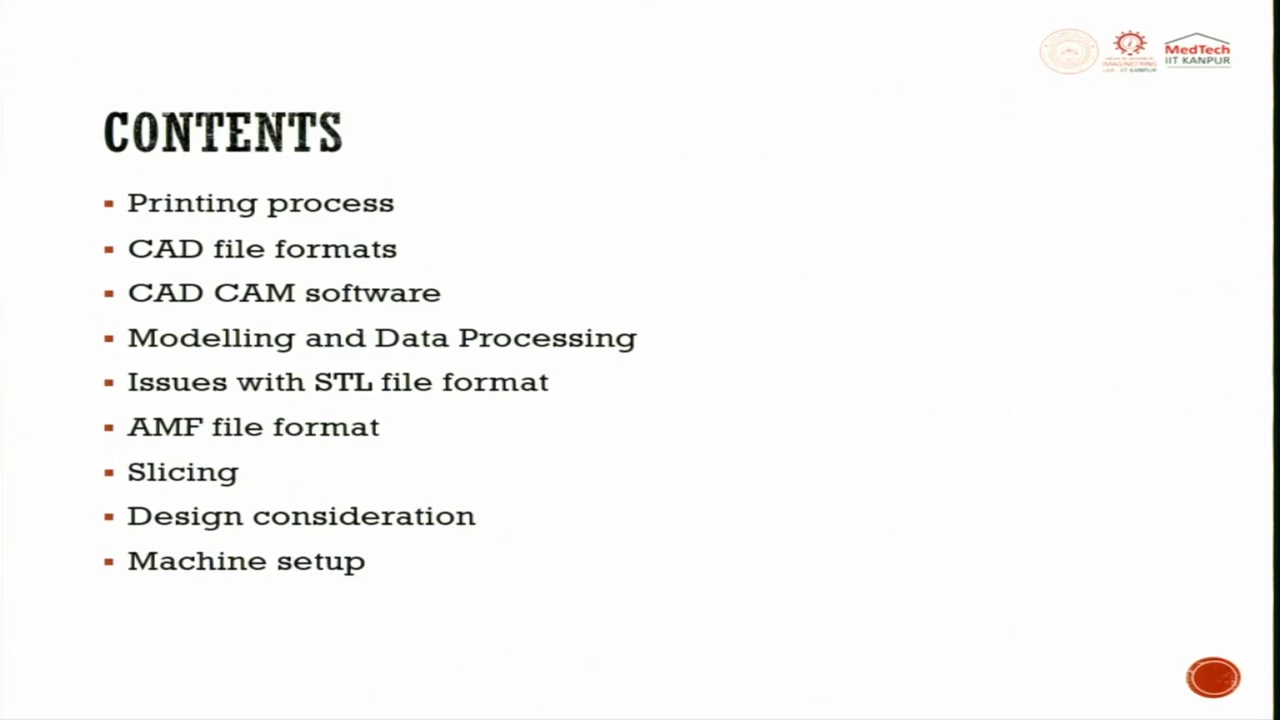 MedTech
IIT KANPUR
CONTENTS
▪ Printing process
▪ CAD file formats
▪ CAD CAM software
▪ Modelling and Data Processing
▪ Issues with STL file format
▪ AMF file format
▪ Slicing
▪ Design consideration
▪ Machine setup